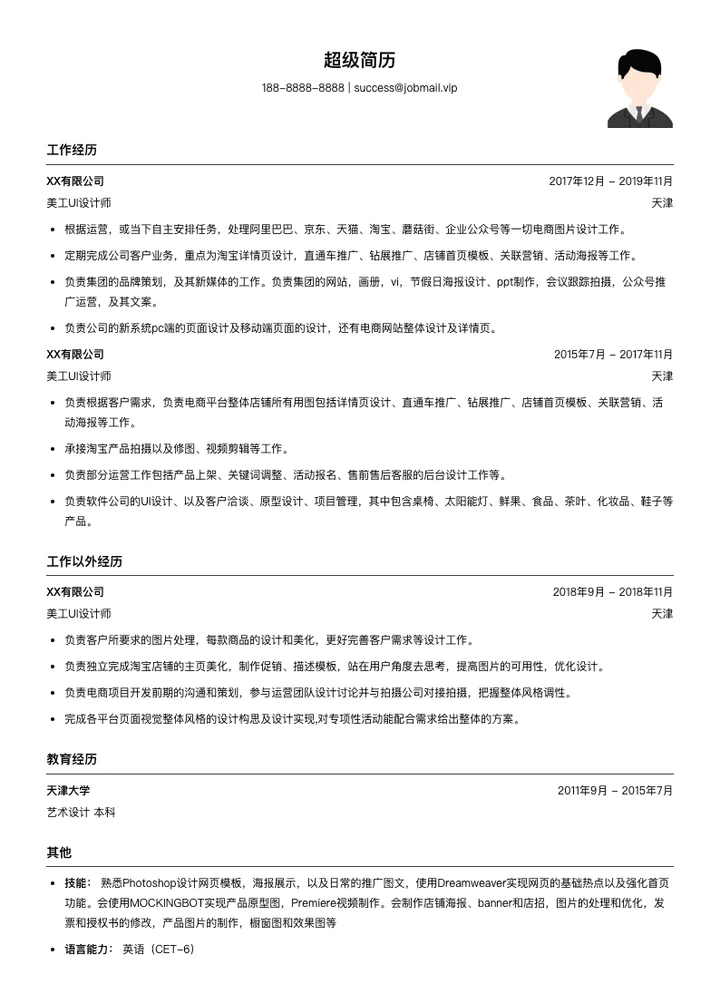 超级简历
188-8888-8888 | success@jobmail.vip
工作经历
XX有限公司 2017年12月 - 2019年11月
美工UI设计师 天津
• 根据运营，或当下自主安排任务，处理阿里巴巴、京东、天猫、淘宝、蘑菇街、企业公众号等一切电商图片设计工作。
• 定期完成公司客户业务，重点为淘宝详情页设计，直通车推广、钻展推广、店铺首页模板、关联营销、活动海报等工作。
• 负责集团的品牌策划，及其新媒体的工作。负责集团的网站，画册，vi，节假日海报设计、ppt制作，会议跟踪拍摄，公众号推
广运营，及其文案。
• 负责公司的新系统pc端的页面设计及移动端页面的设计，还有电商网站整体设计及详情页。
XX有限公司 2015年7月 - 2017年11月
美工UI设计师 天津
• 负责根据客户需求，负责电商平台整体店铺所有用图包括详情页设计、直通车推广、钻展推广、店铺首页模板、关联营销、活
动海报等工作。
• 承接淘宝产品拍摄以及修图、视频剪辑等工作。
• 负责部分运营工作包括产品上架、关键词调整、活动报名、售前售后客服的后台设计工作等。
• 负责软件公司的UI设计、以及客户洽谈、原型设计、项目管理，其中包含桌椅、太阳能灯、鲜果、食品、茶叶、化妆品、鞋子等
产品。
工作以外经历
XX有限公司 2018年9月 - 2018年11月
美工UI设计师 天津
• 负责客户所要求的图片处理，每款商品的设计和美化，更好完善客户需求等设计工作。
• 负责独立完成淘宝店铺的主页美化，制作促销、描述模板，站在用户角度去思考，提高图片的可用性，优化设计。
• 负责电商项目开发前期的沟通和策划，参与运营团队设计讨论并与拍摄公司对接拍摄，把握整体风格调性。
• 完成各平台页面视觉整体风格的设计构思及设计实现,对专项性活动能配合需求给出整体的方案。
教育经历
天津大学 2011年9月 - 2015年7月
艺术设计 本科
其他
• 技能： 熟悉Photoshop设计网页模板，海报展示，以及日常的推广图文，使用Dreamweaver实现网页的基础热点以及强化首页
功能。会使用MOCKINGBOT实现产品原型图，Premiere视频制作。会制作店铺海报、banner和店招，图片的处理和优化，发
票和授权书的修改，产品图片的制作，橱窗图和效果图等
• 语言能力： 英语（CET-6）